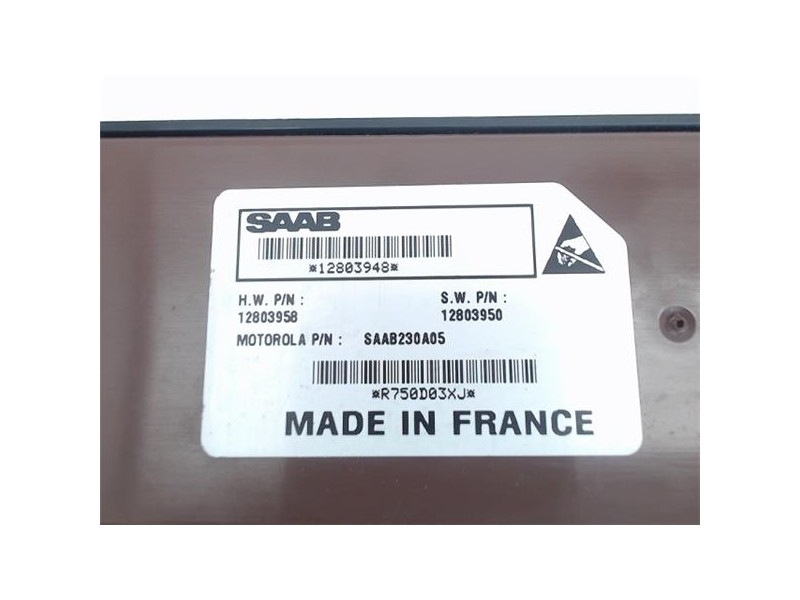 SAAB
*12803948*
H.W. P/N : S.W. P/N :
12803958 12803950
MOTOROLA P/N : SAAB230A05
*R750D03XJ*
MADE IN FRANCE